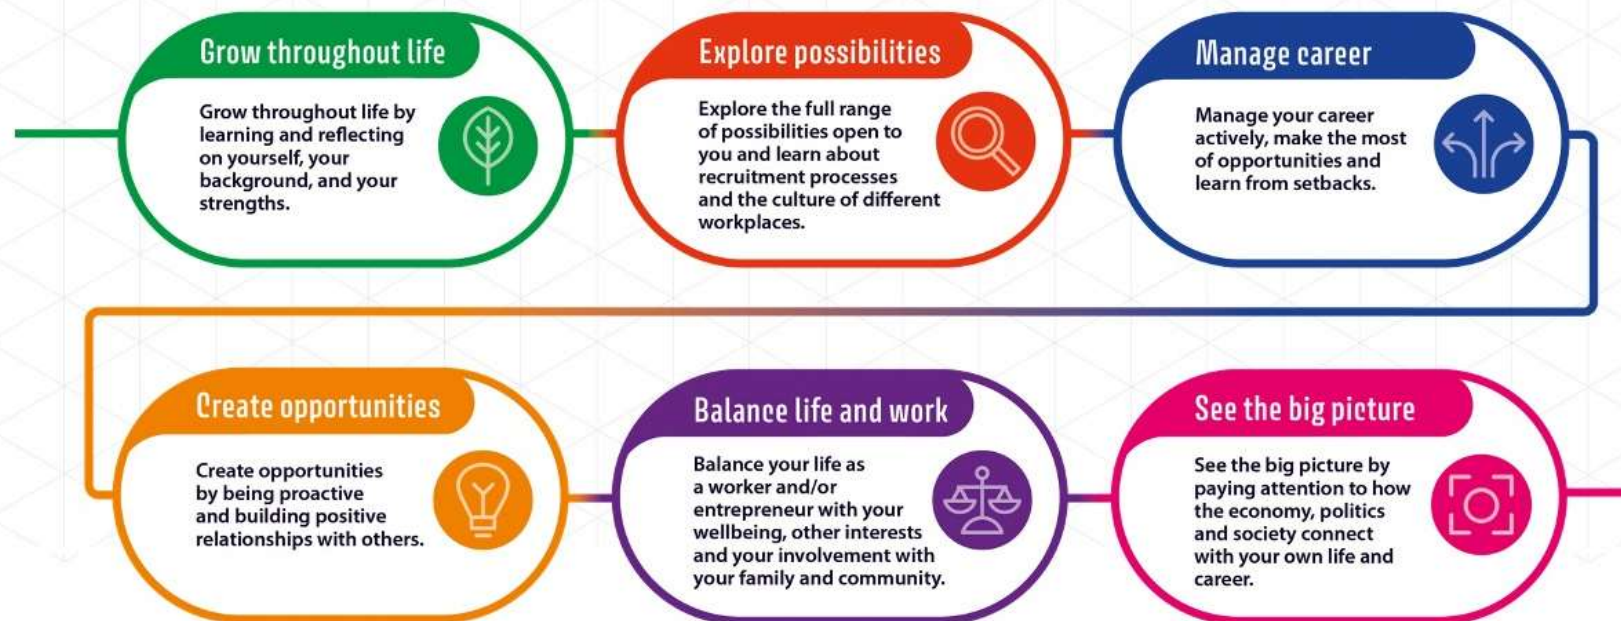 Grow throughout life
Grow throughout life by
learning and reflecting
on yourself, your
background, and your
strengths.
Explore possibilities
Explore the full range
of possibilities open to
you and learn about
recruitment processes
and the culture of different
workplaces.
Manage career
Manage your career
actively, make the most
of opportunities and
learn from setbacks.
Create opportunities
Create opportunities
by being proactive
and building positive
relationships with others.
Balance life and work
Balance your life as
a worker and/or
entrepreneur with your
wellbeing, other interests
and your involvement with
your family and community.
See the big picture
See the big picture by
paying attention to how
the economy, politics
and society connect
with your own life and
career.